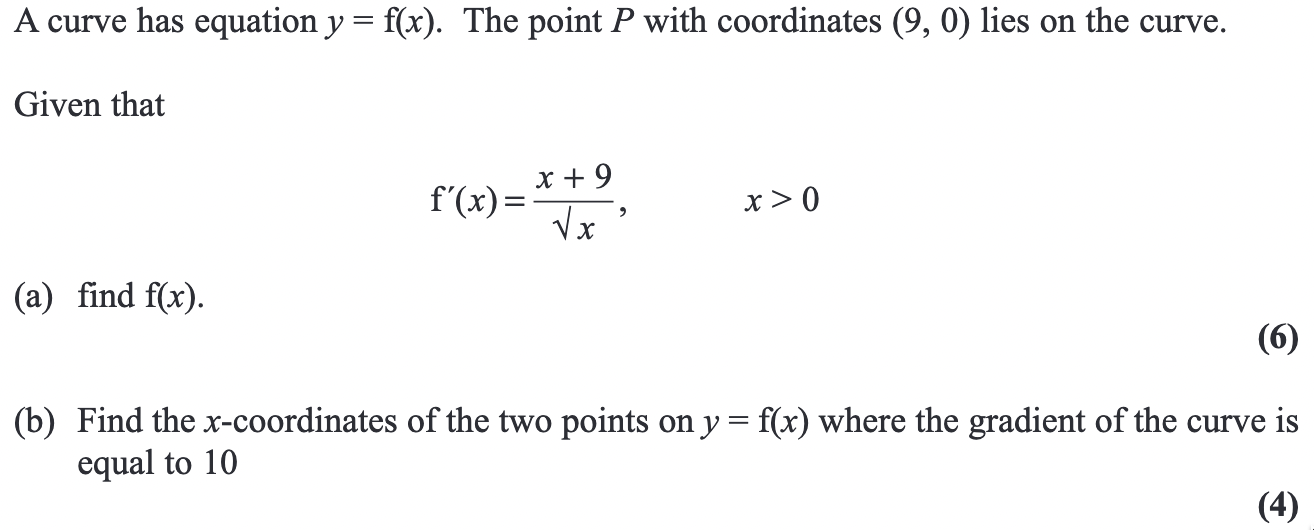 A curve has equation y = f(x). The point P with coordinates (9, 0) lies on the curve.
Given that
f′(x) = (x + 9)/√x, x > 0
(a) find f(x).
(6)
(b) Find the x-coordinates of the two points on y = f(x) where the gradient of the curve is
equal to 10
(4)